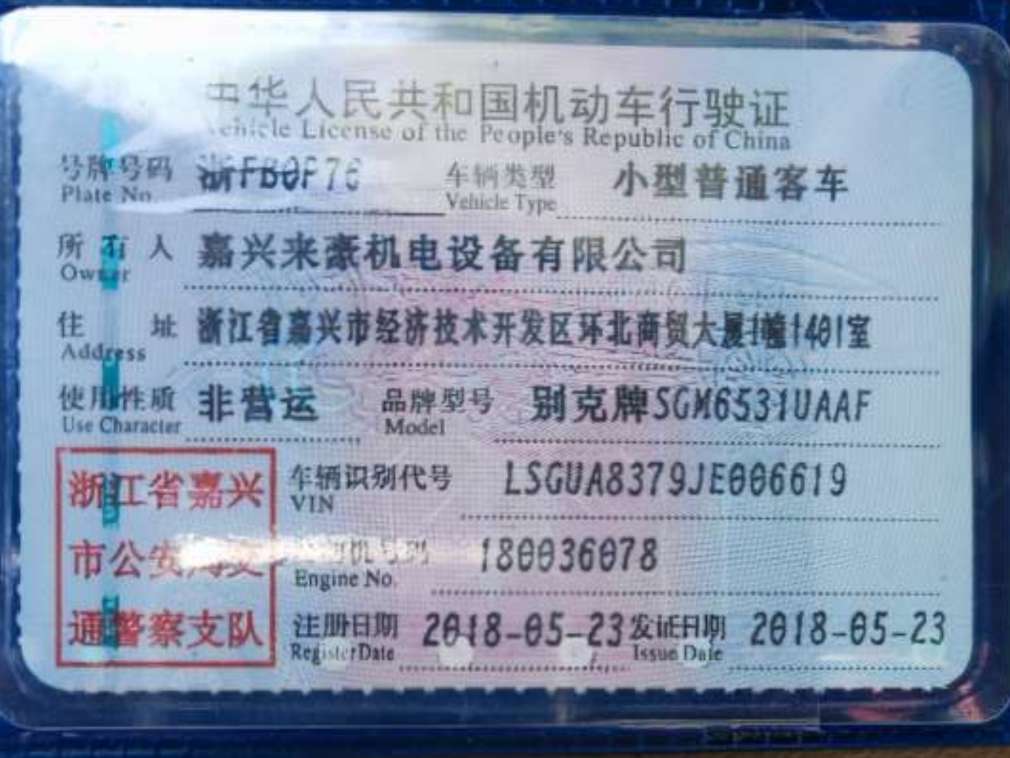 中华人民共和国机动车行驶证
Vehicle License of the People's Republic of China
号牌号码 浙FB0F76 车辆类型 小型普通客车
Plate No. Vehicle Type
所有人 嘉兴来豪机电设备有限公司
Owner
住址 浙江省嘉兴市经济技术开发区环北商贸大厦1幢1401室
Address
使用性质 非营运 品牌型号 别克牌SGM6531UAAF
Use Character Model
浙江省嘉兴 车辆识别代号 LSGUA8379JE006619
VIN
市公安局交 机号码 180036078
Engine No.
通警察支队 注册日期 2018-05-23 发证日期 2018-05-23
Register Date Issue Date